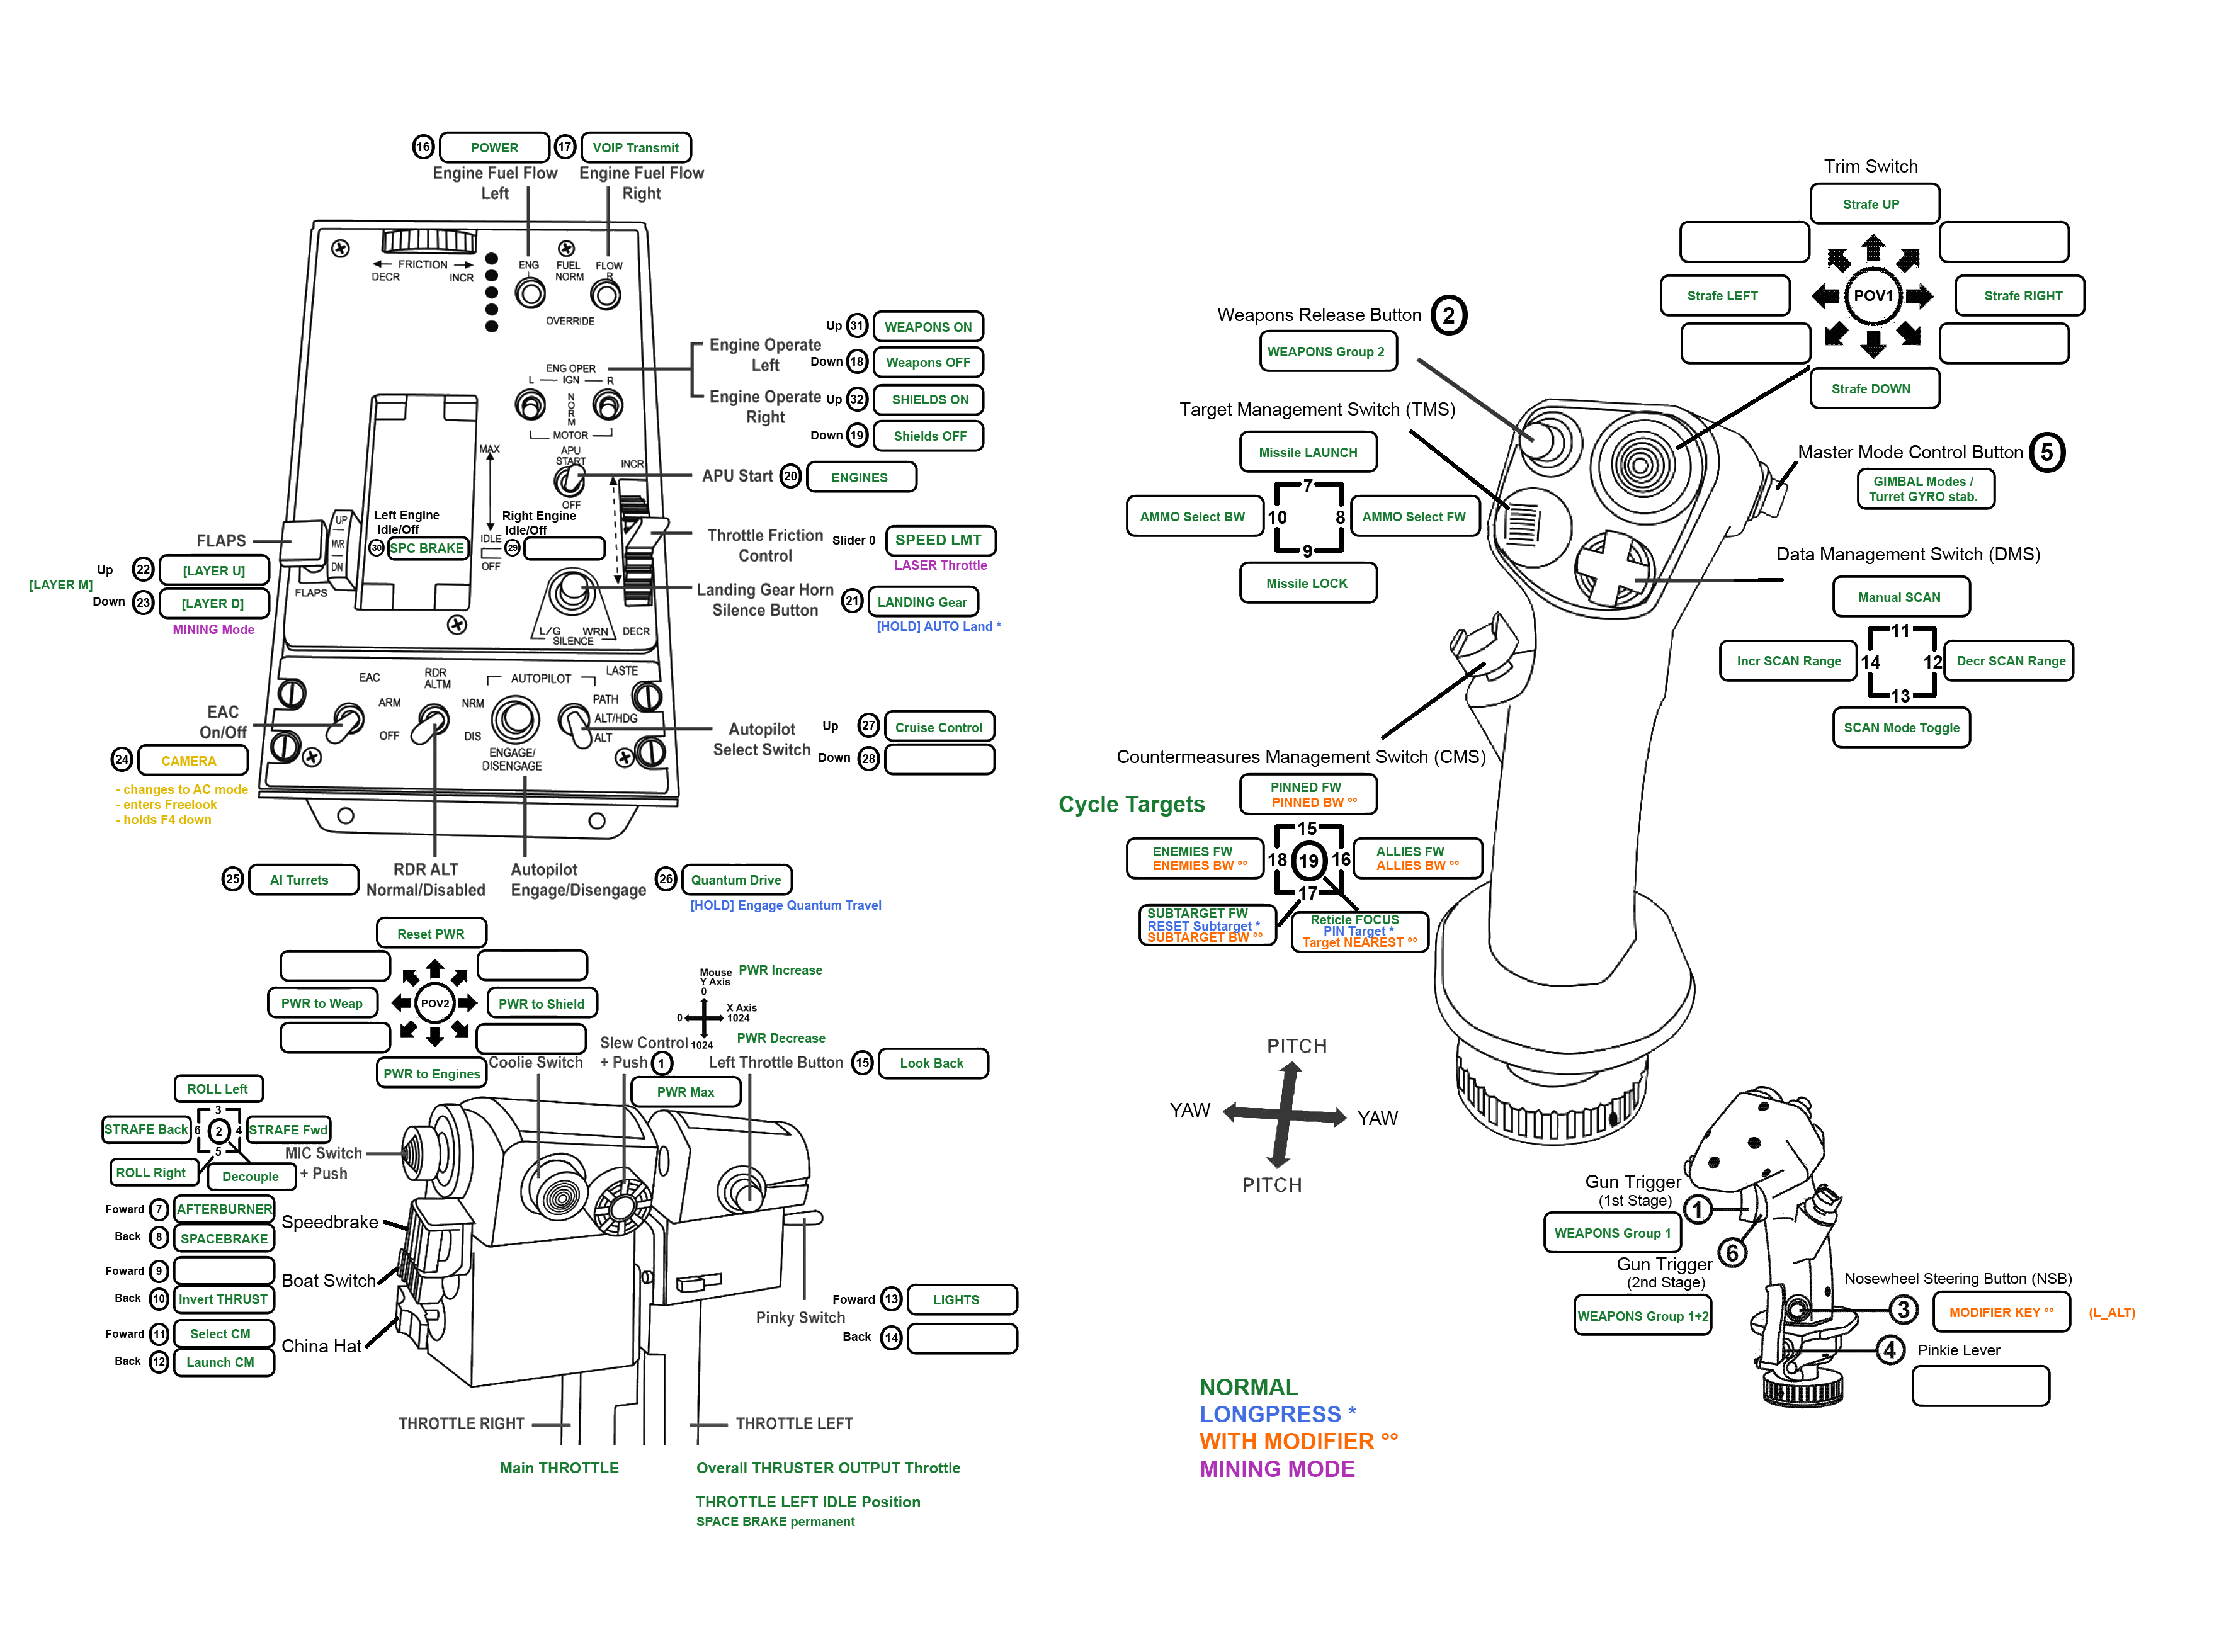 16 POWER 17 VOIP Transmit
Engine Fuel Flow Left
Engine Fuel Flow Right
FRICTION
DECR INCR
ENG L FUEL NORM FLOW R
OVERRIDE
Up 31 WEAPONS ON
Engine Operate Left
Down 18 Weapons OFF
ENG OPER
L IGN R
NORM
MOTOR
Engine Operate Right
Up 32 SHIELDS ON
Down 19 Shields OFF
APU START
OFF
APU Start 20 ENGINES
MAX
IDLE
OFF
INCR
Left Engine Idle/Off
30 SPC BRAKE
Right Engine Idle/Off
29
Throttle Friction Control
Slider 0 SPEED LMT
LASER Throttle
FLAPS
UP
MVR
DN
FLAPS
Up 22 [LAYER U]
[LAYER M]
Down 23 [LAYER D]
MINING Mode
Landing Gear Horn Silence Button
21 LANDING Gear
[HOLD] AUTO Land *
L/G WRN
SILENCE
DECR
EAC
RDR ALTM
AUTOPILOT
LASTE
ARM
OFF
NRM
DIS
PATH
ALT/HDG
ALT
ENGAGE/
DISENGAGE
EAC On/Off
24 CAMERA
- changes to AC mode
- enters Freelook
- holds F4 down
Autopilot Select Switch
Up 27 Cruise Control
Down 28
25 AI Turrets
RDR ALT
Normal/Disabled
Autopilot
Engage/Disengage
26 Quantum Drive
[HOLD] Engage Quantum Travel
Reset PWR
PWR to Weap POV2 PWR to Shield
PWR to Engines
Coolie Switch
Mouse
Y Axis
0
PWR Increase
0
X Axis
1024
1024
PWR Decrease
Slew Control
+ Push 1
PWR Max
Left Throttle Button 15 Look Back
ROLL Left
STRAFE Back 3 6 2 4 5 STRAFE Fwd
ROLL Right
Decouple
MIC Switch
+ Push
Foward 7 AFTERBURNER
Speedbrake
Back 8 SPACEBRAKE
Foward 9
Boat Switch
Back 10 Invert THRUST
Foward 11 Select CM
China Hat
Back 12 Launch CM
Pinky Switch
Foward 13 LIGHTS
Back 14
THROTTLE RIGHT
THROTTLE LEFT
Main THROTTLE
Overall THRUSTER OUTPUT Throttle
THROTTLE LEFT IDLE Position
SPACE BRAKE permanent
Trim Switch
Strafe UP
Strafe LEFT POV1 Strafe RIGHT
Strafe DOWN
Weapons Release Button 2
WEAPONS Group 2
Target Management Switch (TMS)
Missile LAUNCH
7
AMMO Select BW 10 8 AMMO Select FW
9
Missile LOCK
Master Mode Control Button 5
GIMBAL Modes /
Turret GYRO stab.
Data Management Switch (DMS)
Manual SCAN
11
Incr SCAN Range 14 12 Decr SCAN Range
13
SCAN Mode Toggle
Countermeasures Management Switch (CMS)
Cycle Targets
PINNED FW
PINNED BW °°
15
ENEMIES FW
ENEMIES BW °°
18 19 16
ALLIES FW
ALLIES BW °°
17
SUBTARGET FW
RESET Subtarget *
SUBTARGET BW °°
Reticle FOCUS
PIN Target *
Target NEAREST °°
PITCH
YAW YAW
PITCH
Gun Trigger
(1st Stage)
1
WEAPONS Group 1
6
Gun Trigger
(2nd Stage)
WEAPONS Group 1+2
Nosewheel Steering Button (NSB)
3 MODIFIER KEY °° (L_ALT)
4 Pinkie Lever
NORMAL
LONGPRESS *
WITH MODIFIER °°
MINING MODE